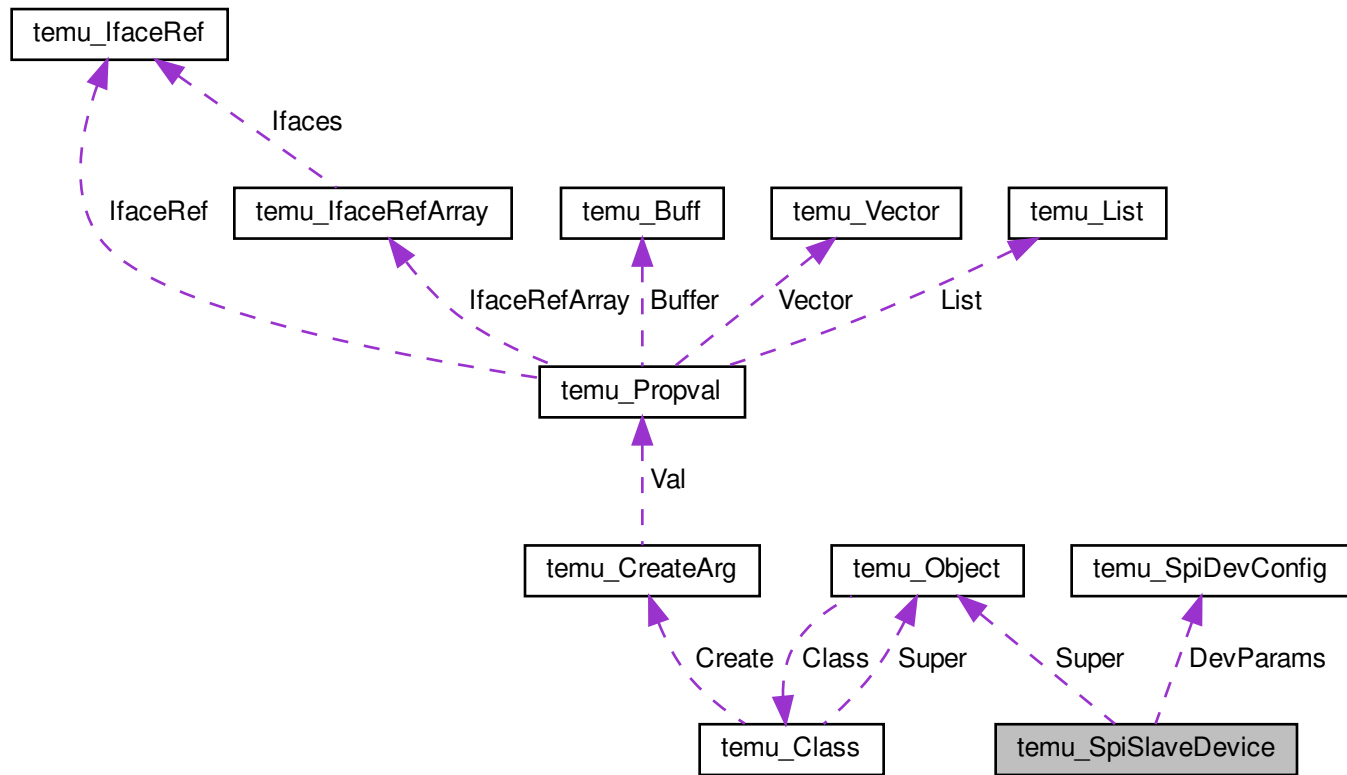 temu_IfaceRef
Ifaces
IfaceRef
temu_IfaceRefArray
temu_Buff
temu_Vector
temu_List
IfaceRefArray
Buffer
Vector
List
temu_Propval
Val
temu_CreateArg
temu_Object
temu_SpiDevConfig
Create
Class
Super
Super
DevParams
temu_Class
temu_SpiSlaveDevice